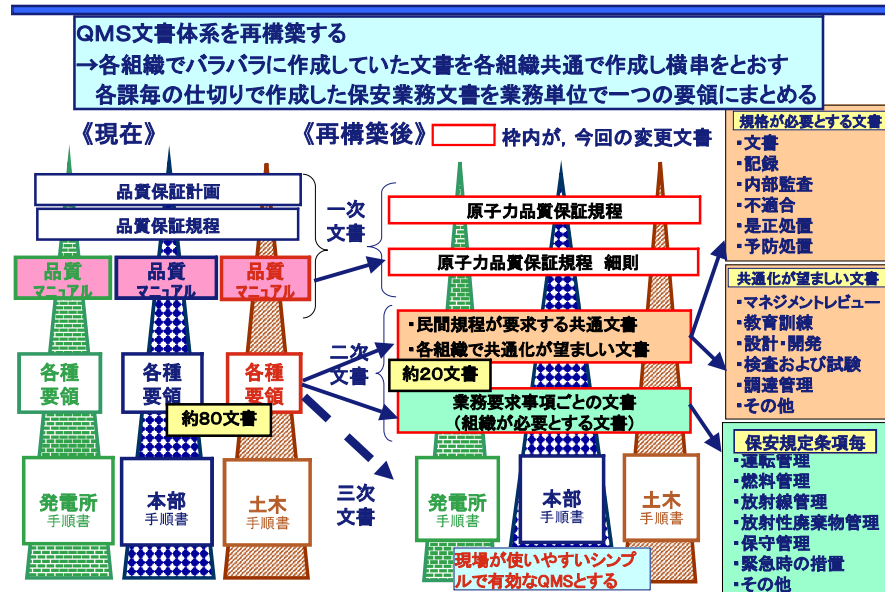 QMS文書体系を再構築する
→各組織でバラバラに作成していた文書を各組織共通で作成し横串をとおす
各課毎の仕切りで作成した保安業務文書を業務単位で一つの要領にまとめる
《現在》
《再構築後》
枠内が，今回の変更文書
品質保証計画
品質保証規程
品質
マニュアル
品質
マニュアル
品質
マニュアル
各種
要領
各種
要領
各種
要領
約80文書
発電所
手順書
本部
手順書
土木
手順書
一次
文書
二次
文書
三次
文書
原子力品質保証規程
原子力品質保証規程 細則
・民間規程が要求する共通文書
・各組織で共通化が望ましい文書
約20文書
業務要求事項ごとの文書
（組織が必要とする文書）
発電所
手順書
本部
手順書
土木
手順書
現場が使いやすいシンプ
ルで有効なQMSとする
規格が必要とする文書
・文書
・記録
・内部監査
・不適合
・是正処置
・予防処置
共通化が望ましい文書
・マネジメントレビュー
・教育訓練
・設計・開発
・検査および試験
・調達管理
・その他
保安規定条項毎
・運転管理
・燃料管理
・放射線管理
・放射性廃棄物管理
・保守管理
・緊急時の措置
・その他